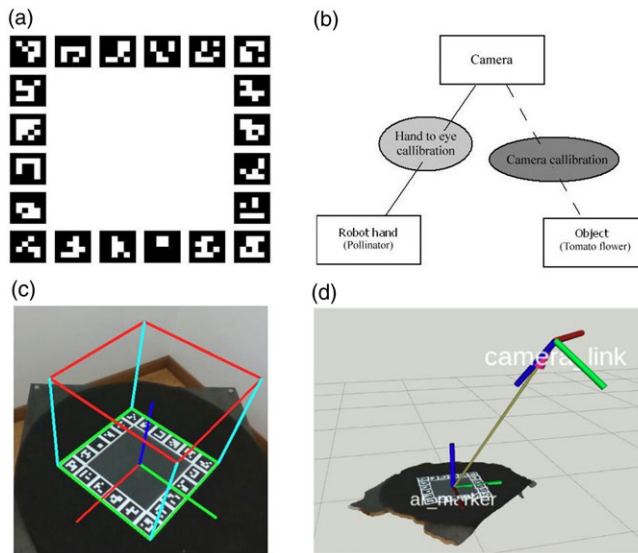 (a)
(b)
Camera
Hand to eye
callibration
Camera callibration
Robot hand
(Pollinator)
Object
(Tomato flower)
(c)
(d)
camera_link
ar_marker